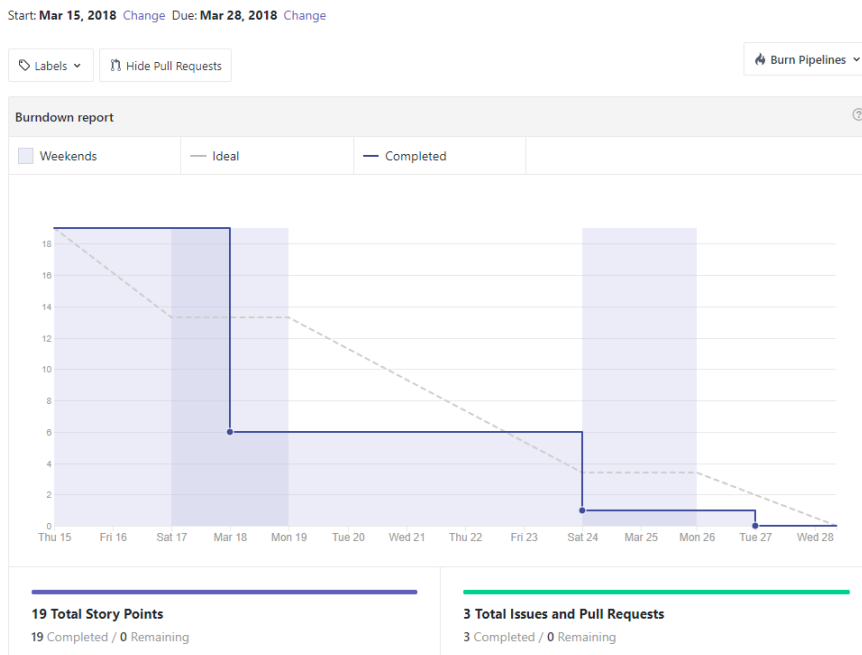 Start: Mar 15, 2018 Change Due: Mar 28, 2018 Change
Labels Hide Pull Requests Burn Pipelines
Burndown report ?
Weekends Ideal Completed
18
16
14
12
10
8
6
4
2
0
Thu 15 Fri 16 Sat 17 Mar 18 Mon 19 Tue 20 Wed 21 Thu 22 Fri 23 Sat 24 Mar 25 Mon 26 Tue 27 Wed 28
19 Total Story Points 3 Total Issues and Pull Requests
19 Completed / 0 Remaining 3 Completed / 0 Remaining